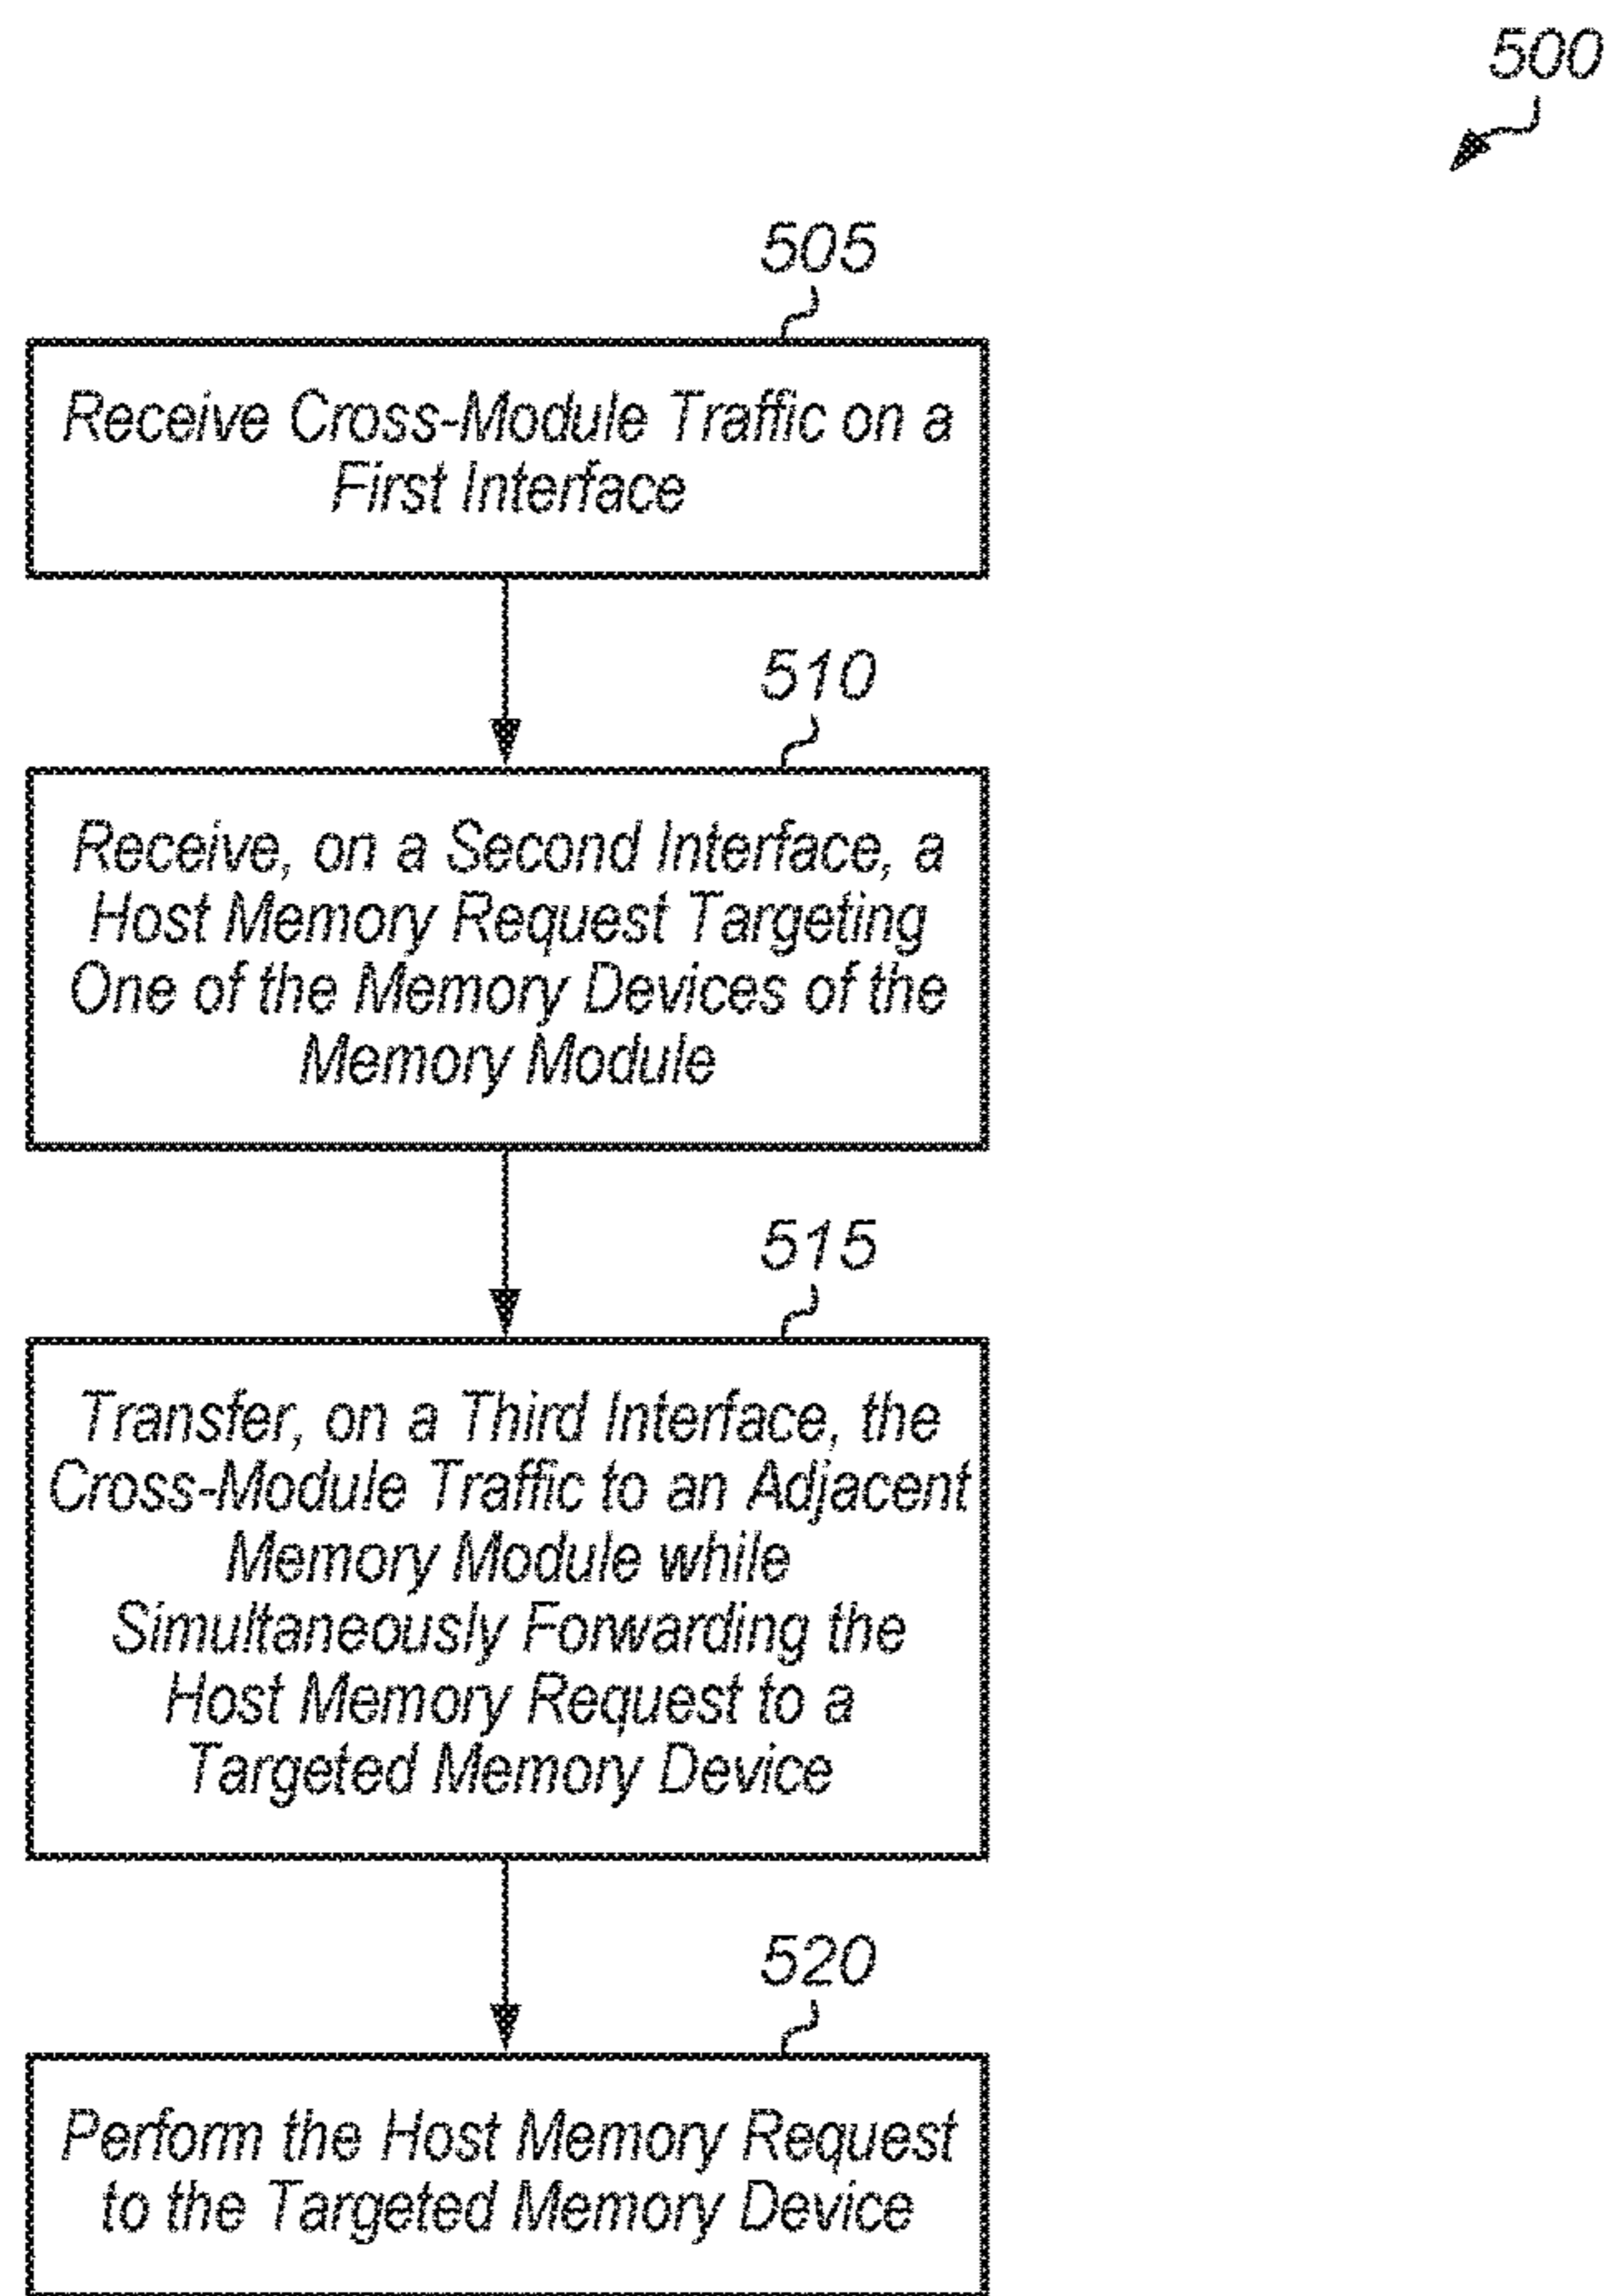 500
505
Receive Cross-Module Traffic on a
First Interface
510
Receive, on a Second Interface, a
Host Memory Request Targeting
One of the Memory Devices of the
Memory Module
515
Transfer, on a Third Interface, the
Cross-Module Traffic to an Adjacent
Memory Module while
Simultaneously Forwarding the
Host Memory Request to a
Targeted Memory Device
520
Perform the Host Memory Request
to the Targeted Memory Device